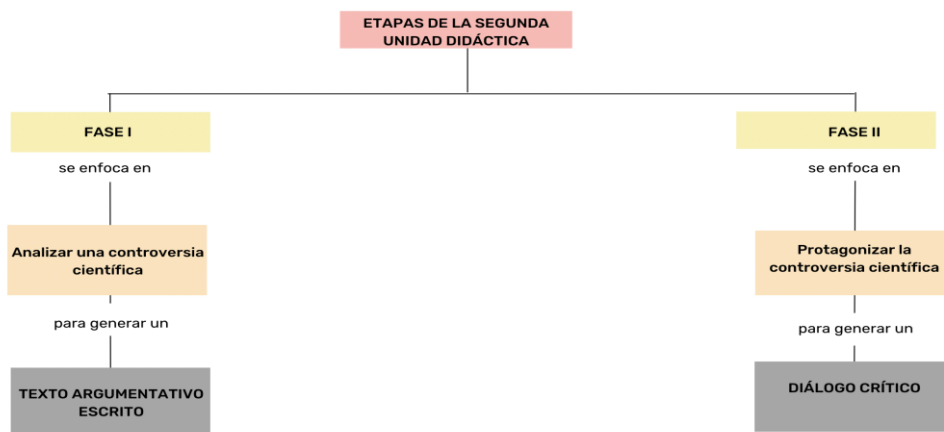 ETAPAS DE LA SEGUNDA
UNIDAD DIDÁCTICA
FASE I
se enfoca en
Analizar una controversia
científica
para generar un
TEXTO ARGUMENTATIVO
ESCRITO
FASE II
se enfoca en
Protagonizar la
controversia científica
para generar un
DIÁLOGO CRÍTICO